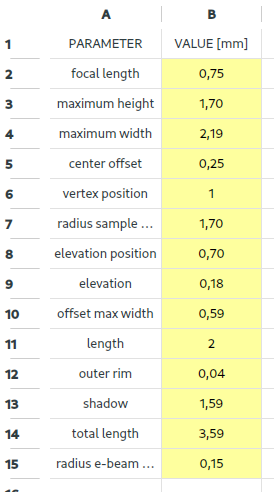 A B
1 PARAMETER VALUE [mm]
2 focal length 0,75
3 maximum height 1,70
4 maximum width 2,19
5 center offset 0,25
6 vertex position 1
7 radius sample ... 1,70
8 elevation position 0,70
9 elevation 0,18
10 offset max width 0,59
11 length 2
12 outer rim 0,04
13 shadow 1,59
14 total length 3,59
15 radius e-beam ... 0,15